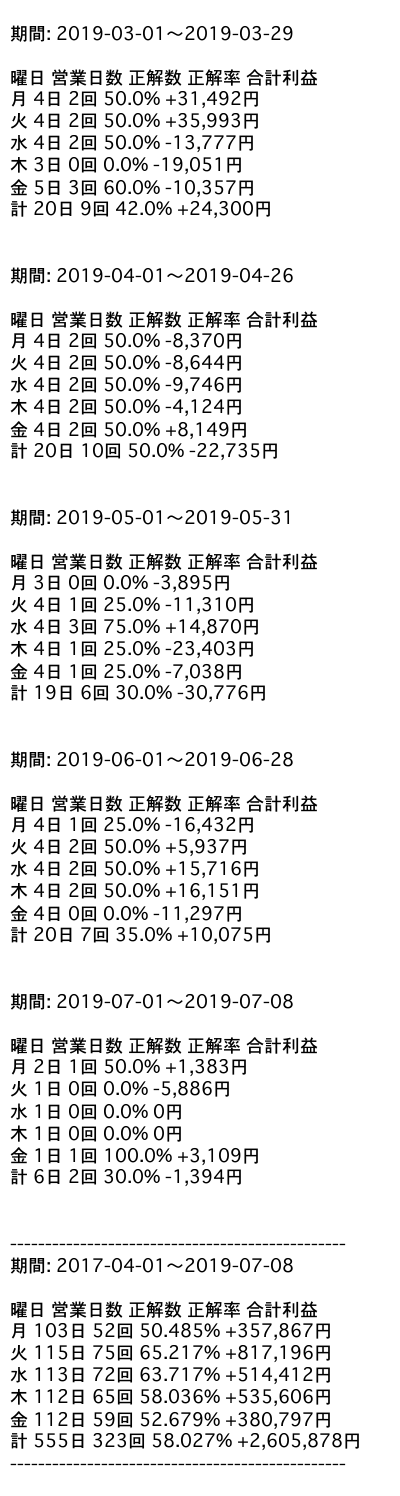 期間: 2019-03-01〜2019-03-29
曜日 営業日数 正解数 正解率 合計利益
月 4日 2回 50.0% +31,492円
火 4日 2回 50.0% +35,993円
水 4日 2回 50.0% -13,777円
木 3日 0回 0.0% -19,051円
金 5日 3回 60.0% -10,357円
計 20日 9回 42.0% +24,300円
期間: 2019-04-01〜2019-04-26
曜日 営業日数 正解数 正解率 合計利益
月 4日 2回 50.0% -8,370円
火 4日 2回 50.0% -8,644円
水 4日 2回 50.0% -9,746円
木 4日 2回 50.0% -4,124円
金 4日 2回 50.0% +8,149円
計 20日 10回 50.0% -22,735円
期間: 2019-05-01〜2019-05-31
曜日 営業日数 正解数 正解率 合計利益
月 3日 0回 0.0% -3,895円
火 4日 1回 25.0% -11,310円
水 4日 3回 75.0% +14,870円
木 4日 1回 25.0% -23,403円
金 4日 1回 25.0% -7,038円
計 19日 6回 30.0% -30,776円
期間: 2019-06-01〜2019-06-28
曜日 営業日数 正解数 正解率 合計利益
月 4日 1回 25.0% -16,432円
火 4日 2回 50.0% +5,937円
水 4日 2回 50.0% +15,716円
木 4日 2回 50.0% +16,151円
金 4日 0回 0.0% -11,297円
計 20日 7回 35.0% +10,075円
期間: 2019-07-01〜2019-07-08
曜日 営業日数 正解数 正解率 合計利益
月 2日 1回 50.0% +1,383円
火 1日 0回 0.0% -5,886円
水 1日 0回 0.0% 0円
木 1日 0回 0.0% 0円
金 1日 1回 100.0% +3,109円
計 6日 2回 30.0% -1,394円
------------------------------------------------
期間: 2017-04-01〜2019-07-08
曜日 営業日数 正解数 正解率 合計利益
月 103日 52回 50.485% +357,867円
火 115日 75回 65.217% +817,196円
水 113日 72回 63.717% +514,412円
木 112日 65回 58.036% +535,606円
金 112日 59回 52.679% +380,797円
計 555日 323回 58.027% +2,605,878円
------------------------------------------------